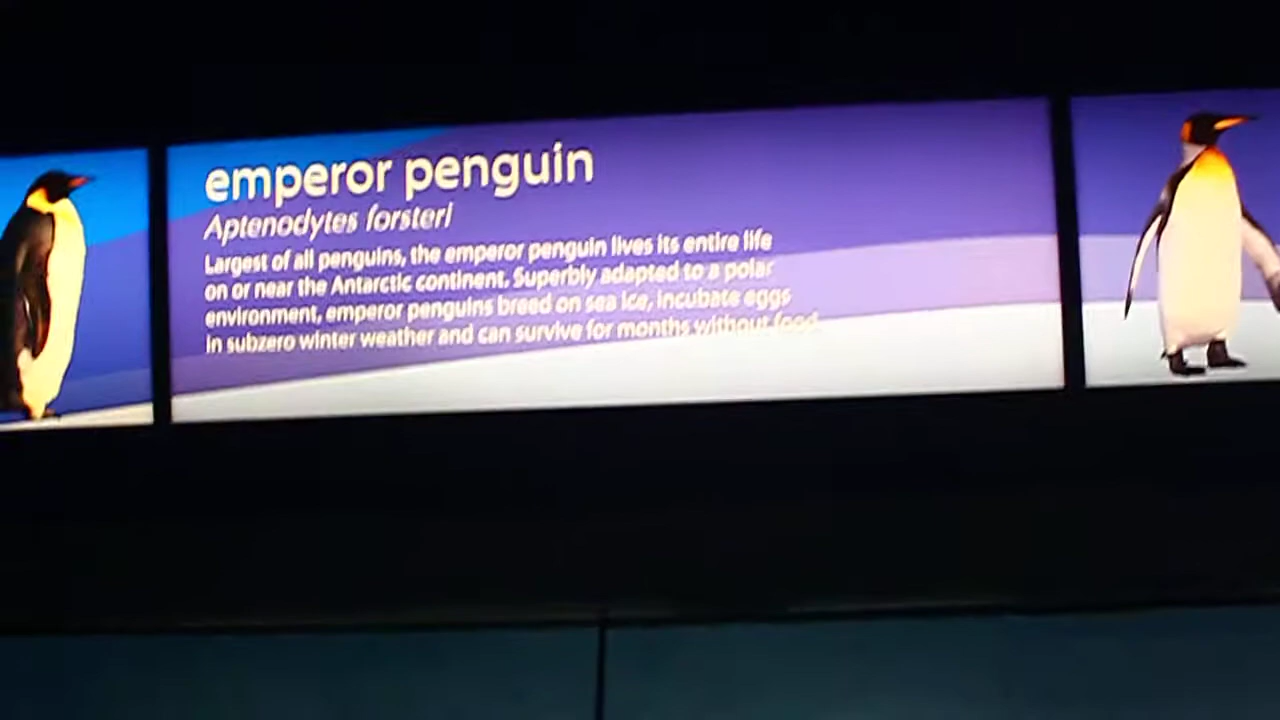 emperor penguin
Aptenodytes forsteri
Largest of all penguins, the emperor penguin lives its entire life
on or near the Antarctic continent. Superbly adapted to a polar
environment, emperor penguins breed on sea ice, incubate eggs
in subzero winter weather and can survive for months without food.